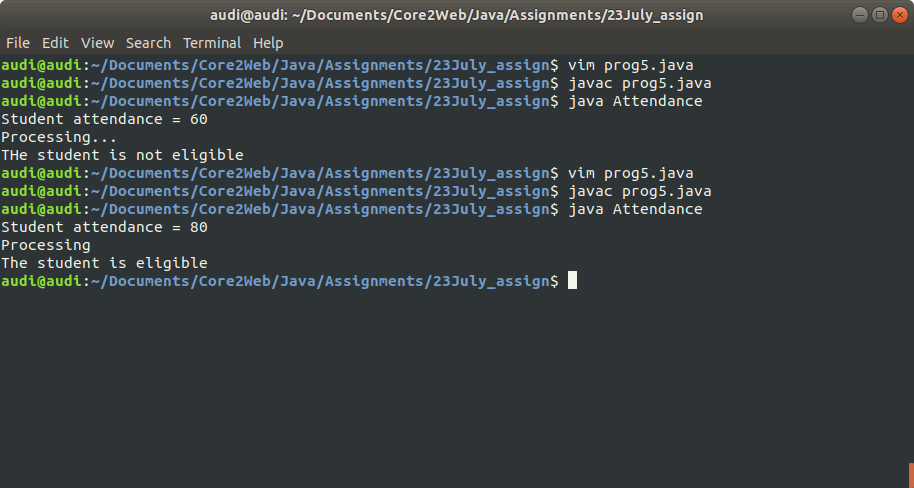 audi@audi: ~/Documents/Core2Web/Java/Assignments/23July_assign
File Edit View Search Terminal Help
audi@audi:~/Documents/Core2Web/Java/Assignments/23July_assign$ vim prog5.java
audi@audi:~/Documents/Core2Web/Java/Assignments/23July_assign$ javac prog5.java
audi@audi:~/Documents/Core2Web/Java/Assignments/23July_assign$ java Attendance
Student attendance = 60
Processing...
THe student is not eligible
audi@audi:~/Documents/Core2Web/Java/Assignments/23July_assign$ vim prog5.java
audi@audi:~/Documents/Core2Web/Java/Assignments/23July_assign$ javac prog5.java
audi@audi:~/Documents/Core2Web/Java/Assignments/23July_assign$ java Attendance
Student attendance = 80
Processing
The student is eligible
audi@audi:~/Documents/Core2Web/Java/Assignments/23July_assign$